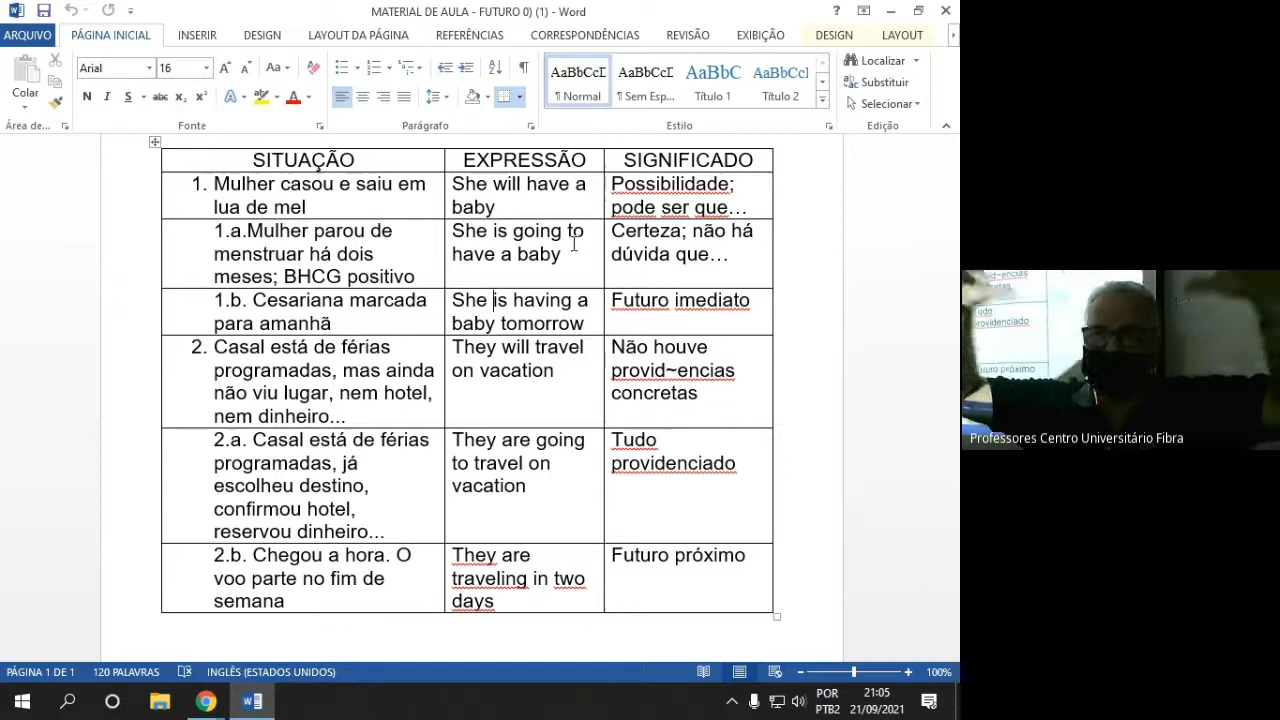 MATERIAL DE AULA - FUTURO 0) (1) - Word
ARQUIVO PÁGINA INICIAL INSERIR DESIGN LAYOUT DA PÁGINA REFERÊNCIAS CORRESPONDÊNCIAS REVISÃO EXIBIÇÃO DESIGN LAYOUT
Colar
Arial 16
N I S abc x₂ x²
AaBbCcI AaBbCcI AaBbC AaBbCcI
¶ Normal ¶ Sem Esp... Título 1 Título 2
Localizar
Substituir
Selecionar
Área de... Fonte Parágrafo Estilo Edição
SITUAÇÃO EXPRESSÃO SIGNIFICADO
1. Mulher casou e saiu em
lua de mel
She will have a
baby
Possibilidade;
pode ser que...
1.a.Mulher parou de
menstruar há dois
meses; BHCG positivo
She is going to
have a baby
Certeza; não há
dúvida que...
1.b. Cesariana marcada
para amanhã
She is having a
baby tomorrow
Futuro imediato
2. Casal está de férias
programadas, mas ainda
não viu lugar, nem hotel,
nem dinheiro...
They will travel
on vacation
Não houve
provid~encias
concretas
2.a. Casal está de férias
programadas, já
escolheu destino,
confirmou hotel,
reservou dinheiro...
They are going
to travel on
vacation
Tudo
providenciado
2.b. Chegou a hora. O
voo parte no fim de
semana
They are
traveling in two
days
Futuro próximo
concretas
Tudo
providenciado
Professores Centro Universitário Fibra
PÁGINA 1 DE 1 120 PALAVRAS INGLÊS (ESTADOS UNIDOS) 100%
POR
PTB2
21:05
21/09/2021